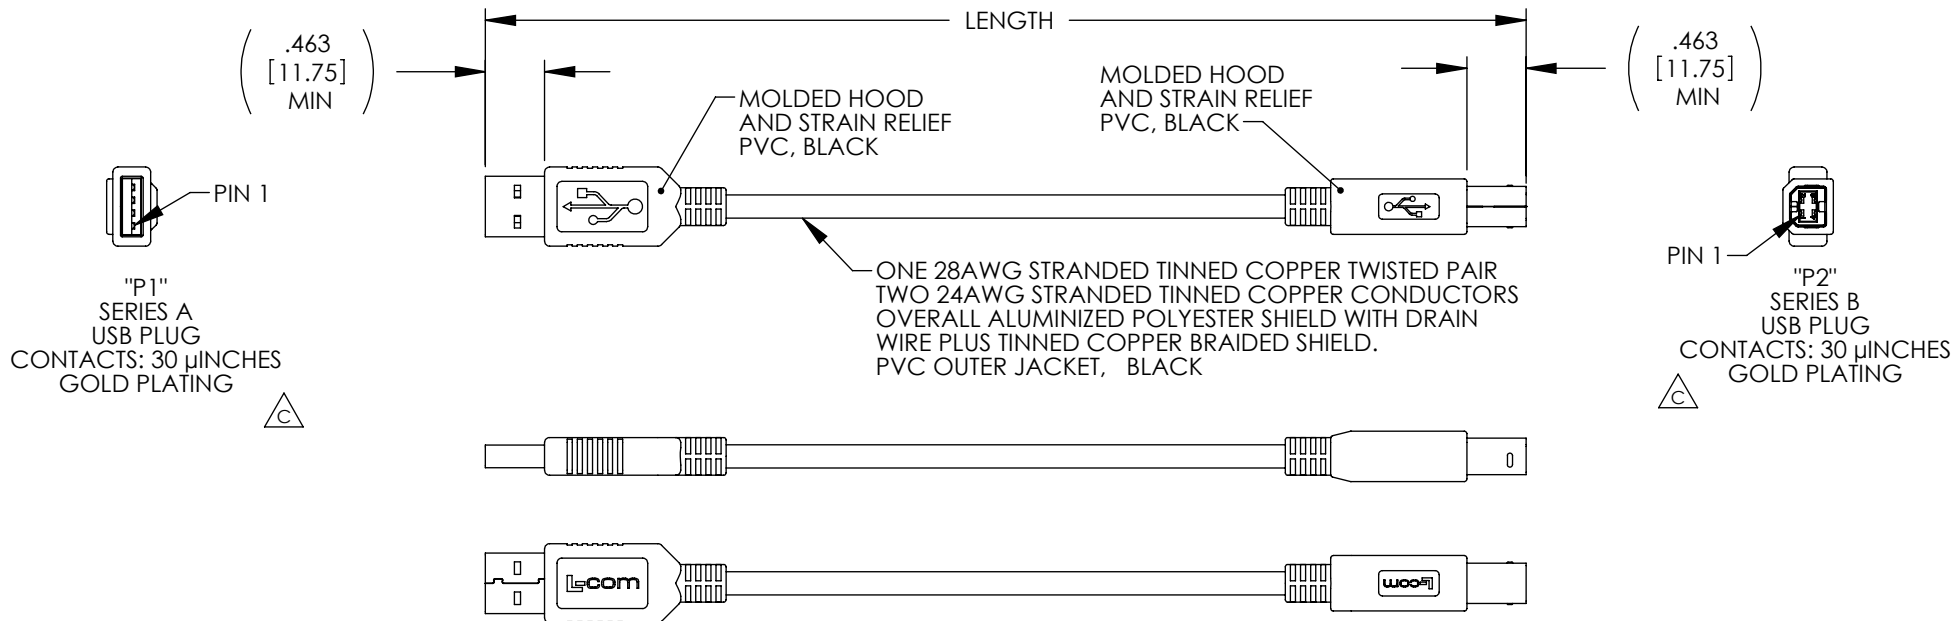 LENGTH
.463
[11.75]
MIN
.463
[11.75]
MIN
MOLDED HOOD
AND STRAIN RELIEF
PVC, BLACK
MOLDED HOOD
AND STRAIN RELIEF
PVC, BLACK
PIN 1
PIN 1
"P1"
SERIES A
USB PLUG
CONTACTS: 30 µINCHES
GOLD PLATING
C
ONE 28AWG STRANDED TINNED COPPER TWISTED PAIR
TWO 24AWG STRANDED TINNED COPPER CONDUCTORS
OVERALL ALUMINIZED POLYESTER SHIELD WITH DRAIN
WIRE PLUS TINNED COPPER BRAIDED SHIELD.
PVC OUTER JACKET, BLACK
"P2"
SERIES B
USB PLUG
CONTACTS: 30 µINCHES
GOLD PLATING
C
L-com
L-com